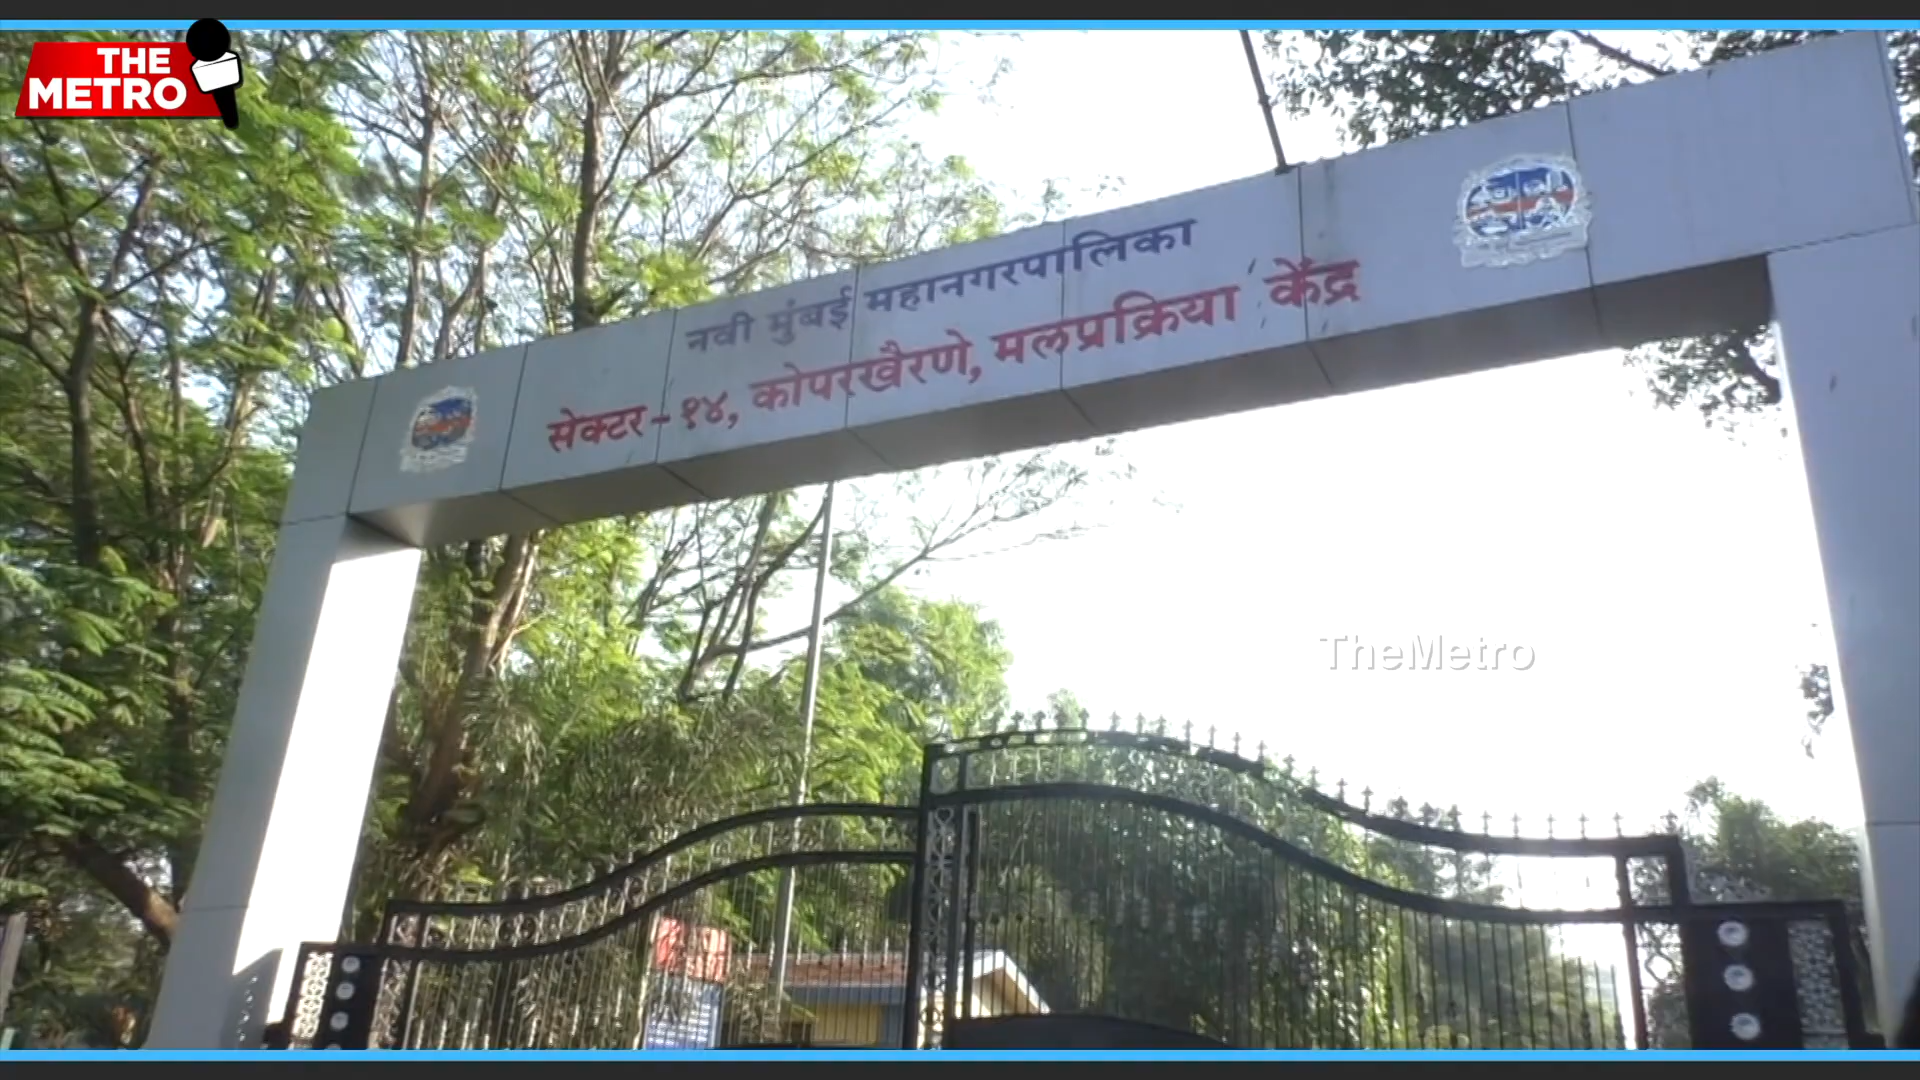 THE
METRO
नवी मुंबई महानगरपालिका
सेक्टर - १४, कोपरखैरणे, मलप्रक्रिया केंद्र
TheMetro